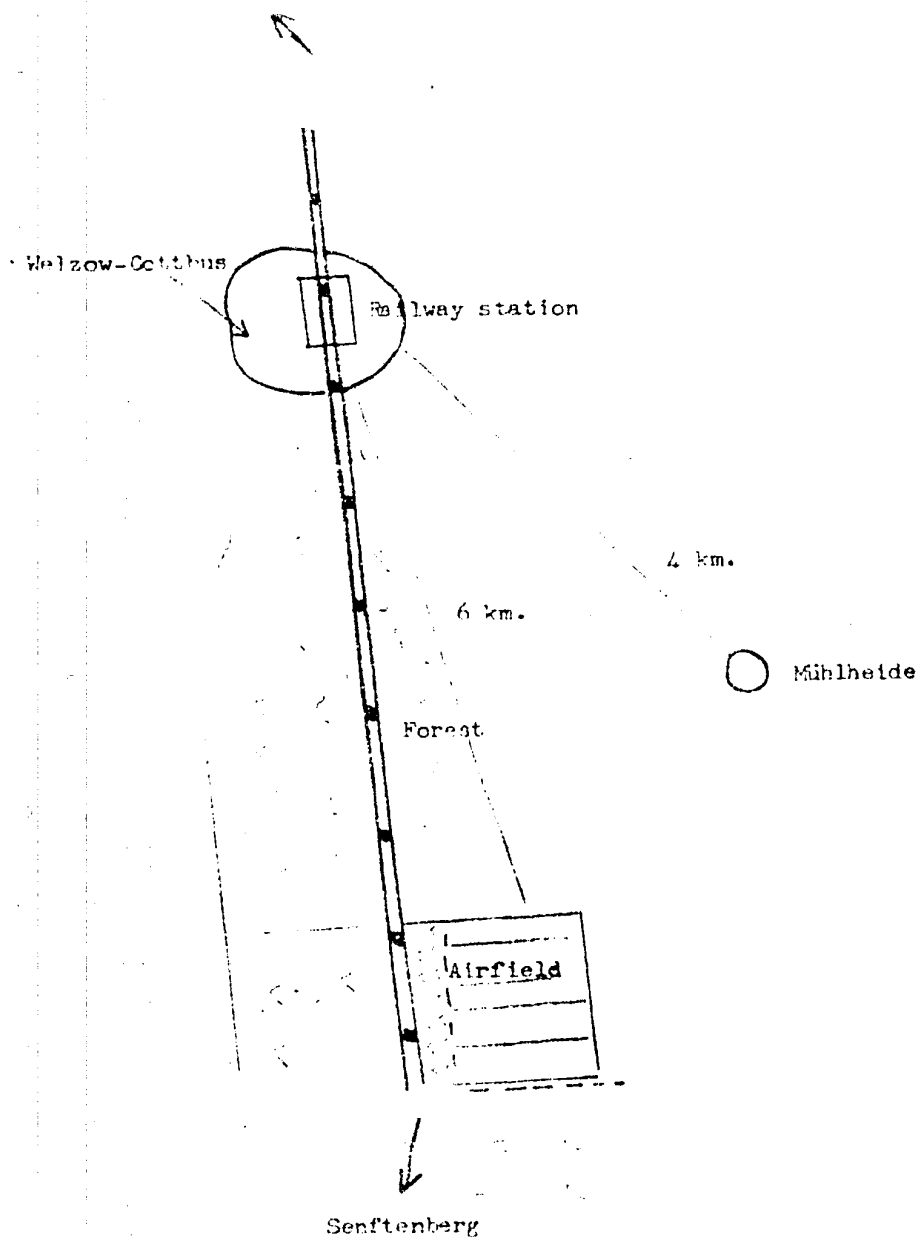 Welzow-Cottbus
Railway station
4 km.
6 km.
Mühlheide
Forest
Airfield
Senftenberg